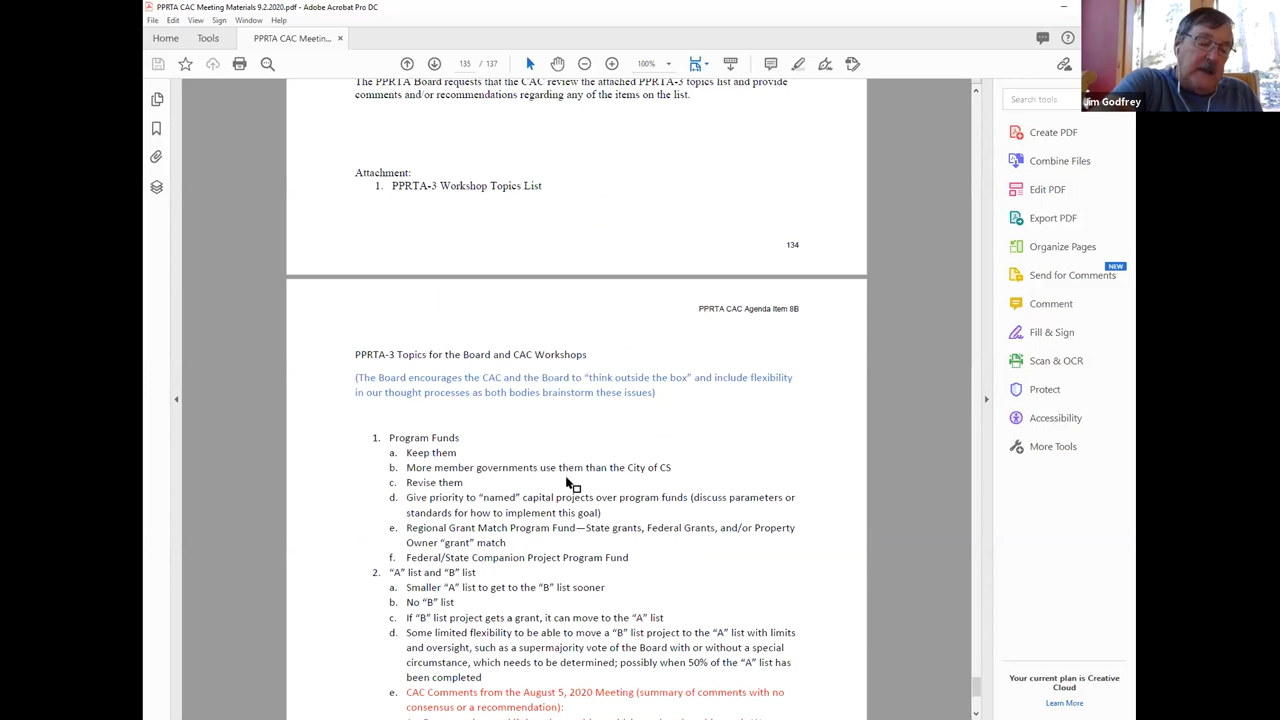 PPRTA CAC Meeting Materials 9.2.2020.pdf - Adobe Acrobat Pro DC
File Edit View Sign Window Help
Home Tools PPRTA CAC Meetin... ×
135 / 137 100%
The PPRTA Board requests that the CAC review the attached PPRTA-3 topics list and provide
comments and/or recommendations regarding any of the items on the list.
Attachment:
1. PPRTA-3 Workshop Topics List
134
PPRTA CAC Agenda Item 8B
PPRTA-3 Topics for the Board and CAC Workshops
(The Board encourages the CAC and the Board to “think outside the box” and include flexibility
in our thought processes as both bodies brainstorm these issues)
1. Program Funds
a. Keep them
b. More member governments use them than the City of CS
c. Revise them
d. Give priority to “named” capital projects over program funds (discuss parameters or
standards for how to implement this goal)
e. Regional Grant Match Program Fund—State grants, Federal Grants, and/or Property
Owner “grant” match
f. Federal/State Companion Project Program Fund
2. “A” list and “B” list
a. Smaller “A” list to get to the “B” list sooner
b. No “B” list
c. If “B” list project gets a grant, it can move to the “A” list
d. Some limited flexibility to be able to move a “B” list project to the “A” list with limits
and oversight, such as a supermajority vote of the Board with or without a special
circumstance, which needs to be determined; possibly when 50% of the “A” list has
been completed
e. CAC Comments from the August 5, 2020 Meeting (summary of comments with no
consensus or a recommendation):
Search tools
Create PDF
Combine Files
Edit PDF
Export PDF
Organize Pages
NEW
Send for Comments
Comment
Fill & Sign
Scan & OCR
Protect
Accessibility
More Tools
Your current plan is Creative
Cloud
Learn More
Jim Godfrey